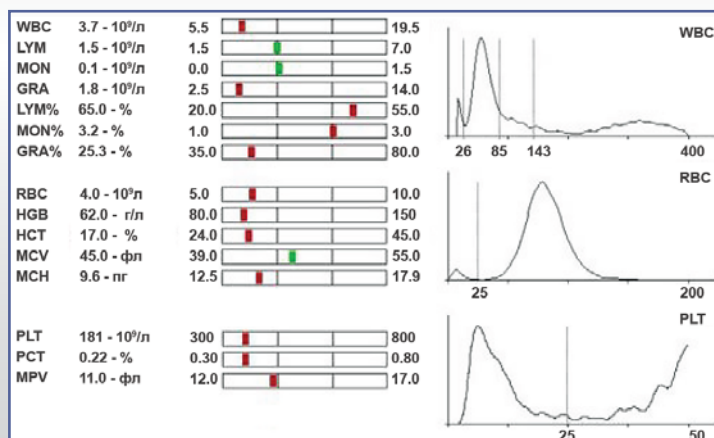 WBC 3.7 - 10⁹/л 5.5 19.5
LYM 1.5 - 10⁹/л 1.5 7.0
MON 0.1 - 10⁹/л 0.0 1.5
GRA 1.8 - 10⁹/л 2.5 14.0
LYM% 65.0 - % 20.0 55.0
MON% 3.2 - % 1.0 3.0
GRA% 25.3 - % 35.0 80.0
RBC 4.0 - 10⁹/л 5.0 10.0
HGB 62.0 - г/л 80.0 150
HCT 17.0 - % 24.0 45.0
MCV 45.0 - фл 39.0 55.0
MCH 9.6 - пг 12.5 17.9
PLT 181 - 10⁹/л 300 800
PCT 0.22 - % 0.30 0.80
MPV 11.0 - фл 12.0 17.0
WBC
26 85 143 400
RBC
25 200
PLT
25 50